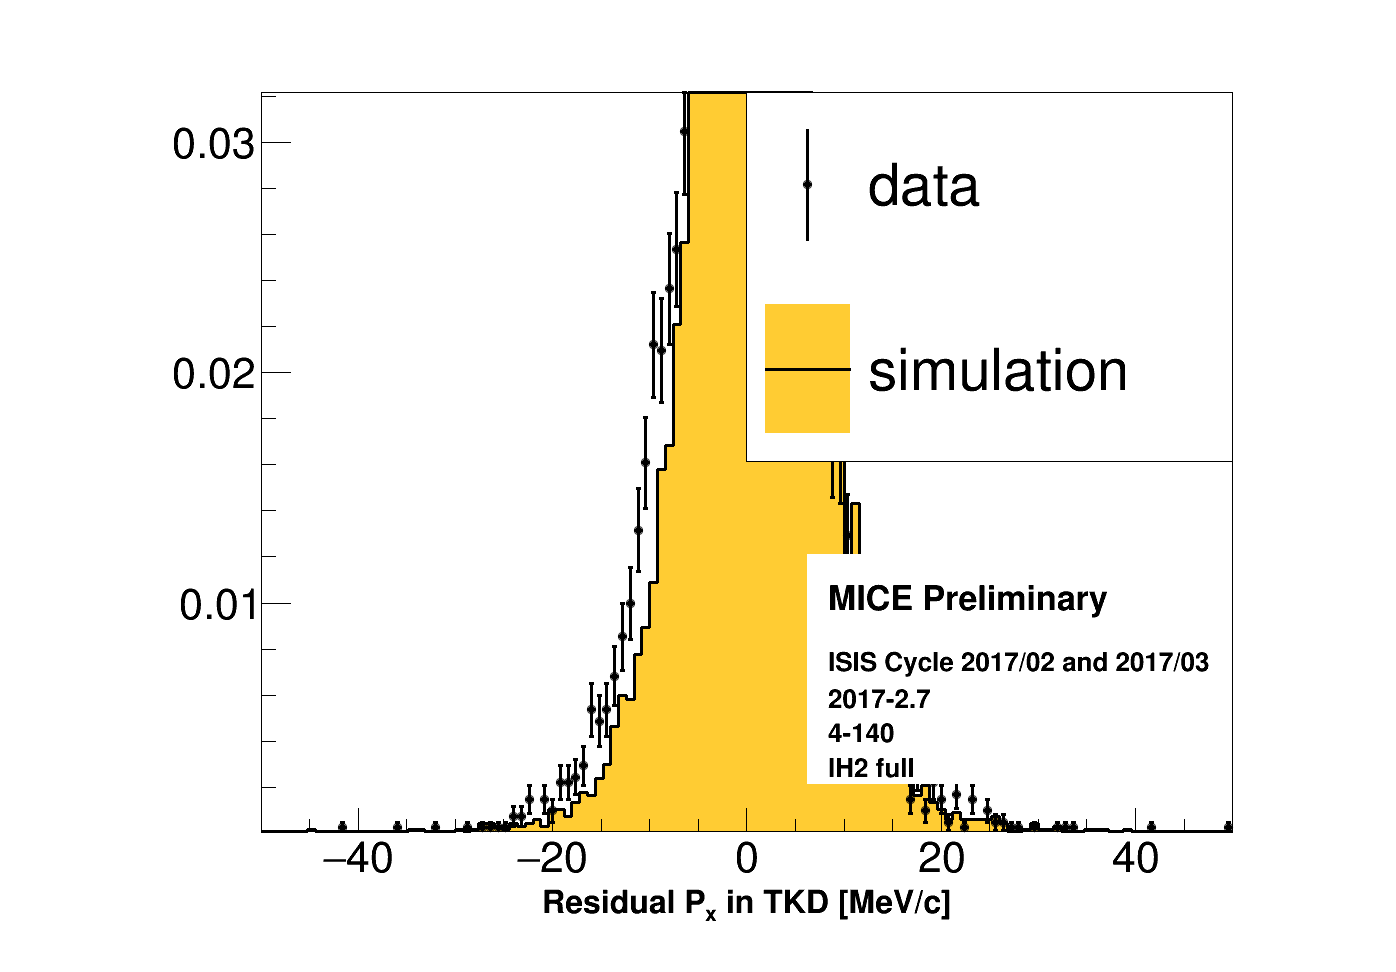 0.03
data
0.02
simulation
0.01
MICE Preliminary
ISIS Cycle 2017/02 and 2017/03
2017-2.7
4-140
IH2 full
−40 −20 0 20 40
Residual Px in TKD [MeV/c]